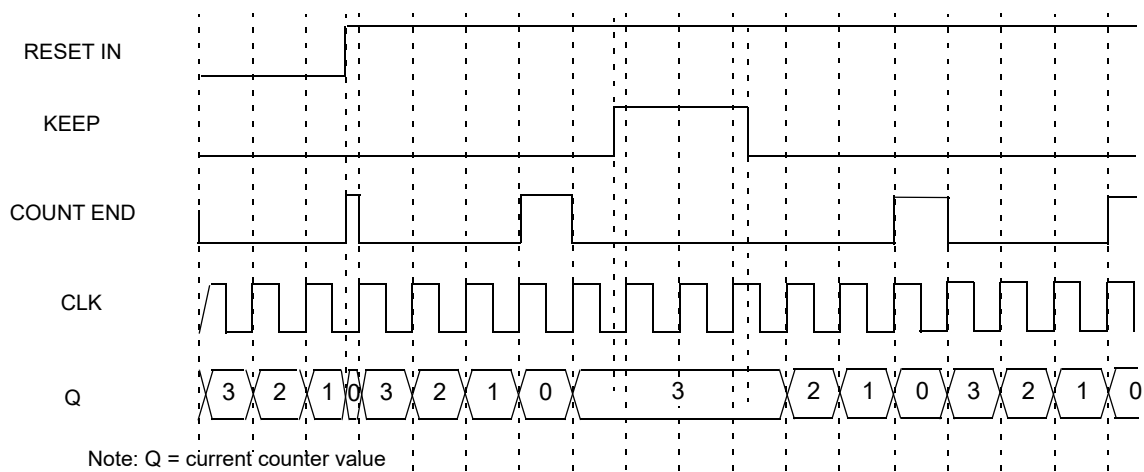 RESET IN
KEEP
COUNT END
CLK
Q
3 2 1 0 3 2 1 0 3 2 1 0 3 2 1 0
Note: Q = current counter value